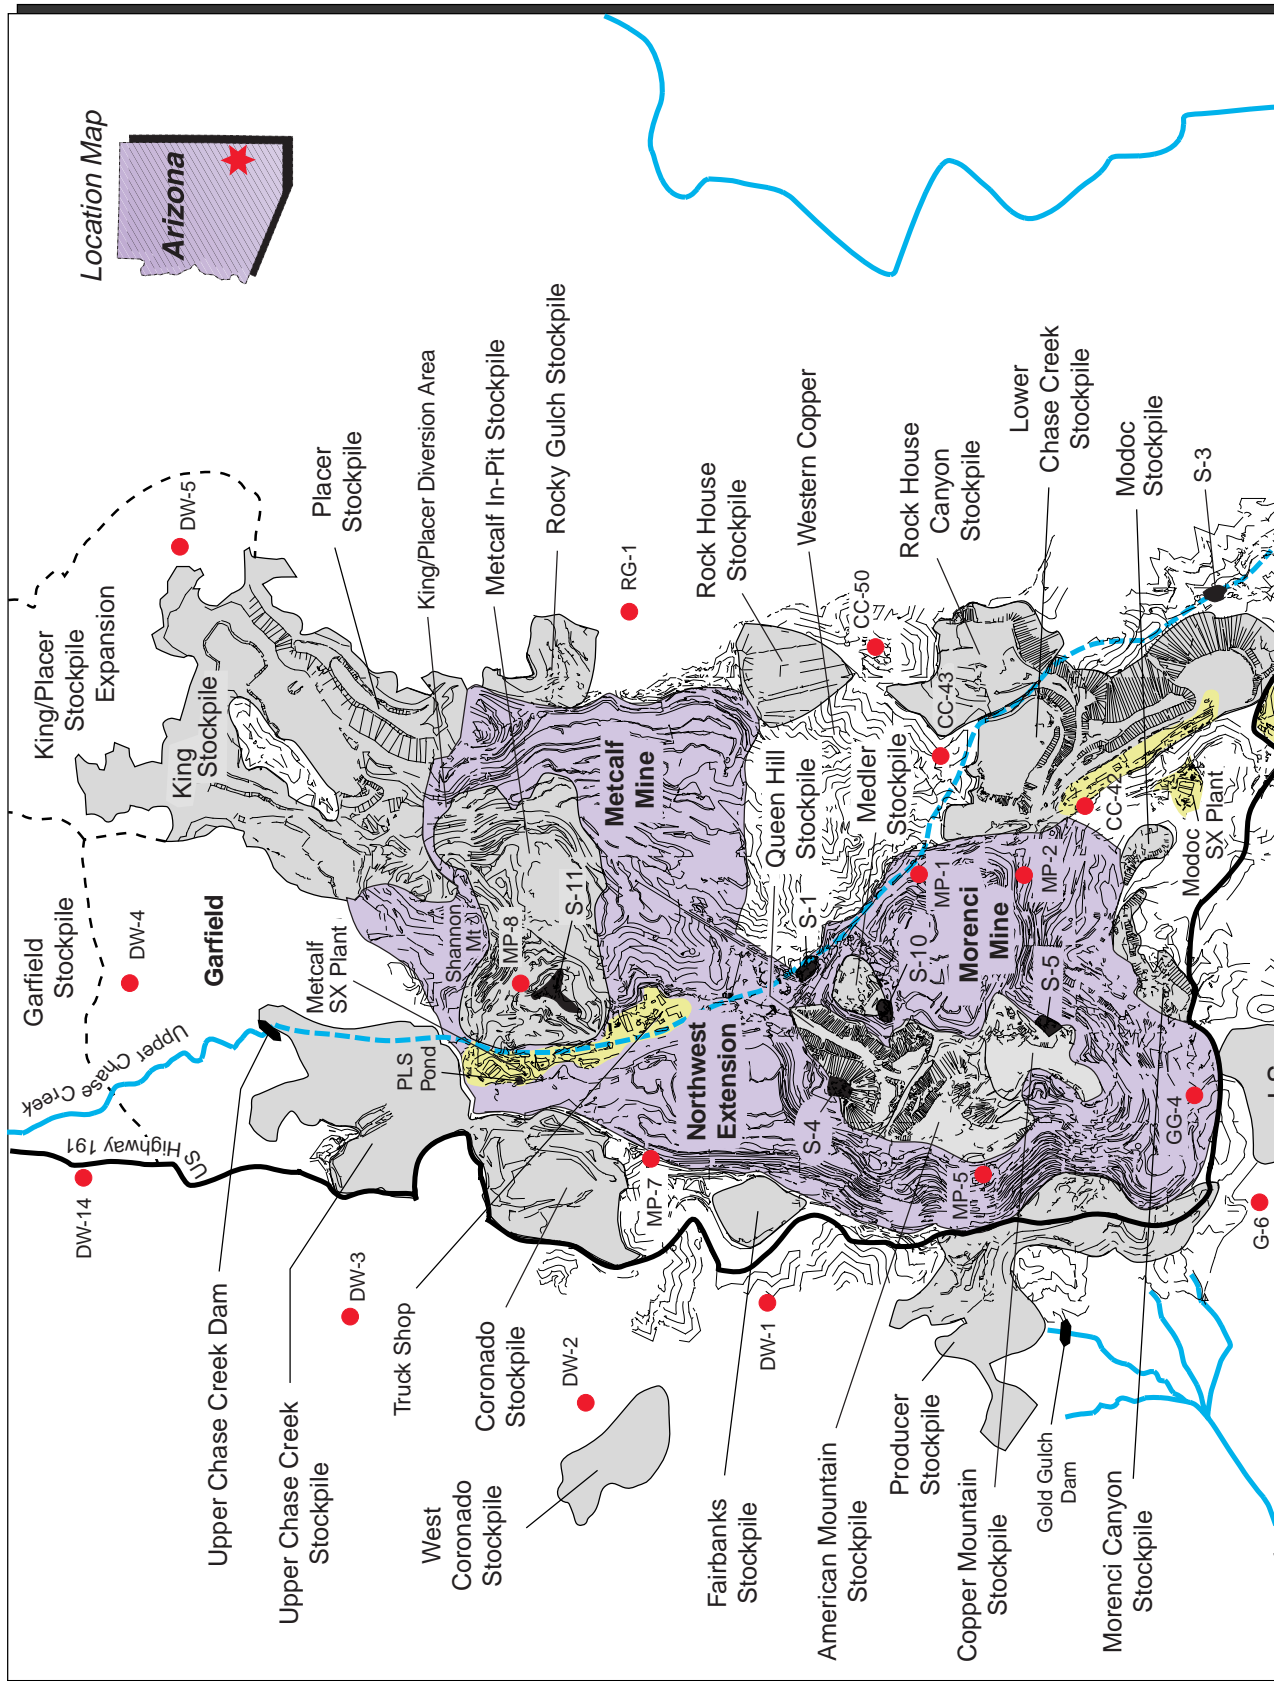 Location Map
Arizona
King/Placer
Stockpile
Expansion
DW-5
Garfield
Stockpile
DW-4
Garfield
King
Stockpile
Placer
Stockpile
King/Placer Diversion Area
Metcalf In-Pit Stockpile
Rocky Gulch Stockpile
RG-1
Rock House
Stockpile
Western Copper
CC-50
Rock House
Canyon
Stockpile
Lower
Chase Creek
Stockpile
Modoc
Stockpile
S-3
Upper Chase Creek
US
Highway 191
DW-14
Metcalf
SX Plant
Shannon
Mt
MP-8
S-11
PLS
Pond
Metcalf
Mine
Queen Hill
Stockpile
Medler
Stockpile
CC-43
CC-42
Modoc
SX Plant
S-1
MP-1
MP-2
S-10
Morenci
Mine
S-5
Northwest
Extension
S-4
MP-7
MP-5
GG-4
G-6
Upper Chase Creek Dam
Upper Chase Creek
Stockpile
DW-3
Truck Shop
Coronado
Stockpile
DW-2
West
Coronado
Stockpile
DW-1
Fairbanks
Stockpile
American Mountain
Stockpile
Producer
Stockpile
Copper Mountain
Stockpile
Gold Gulch
Dam
Morenci Canyon
Stockpile